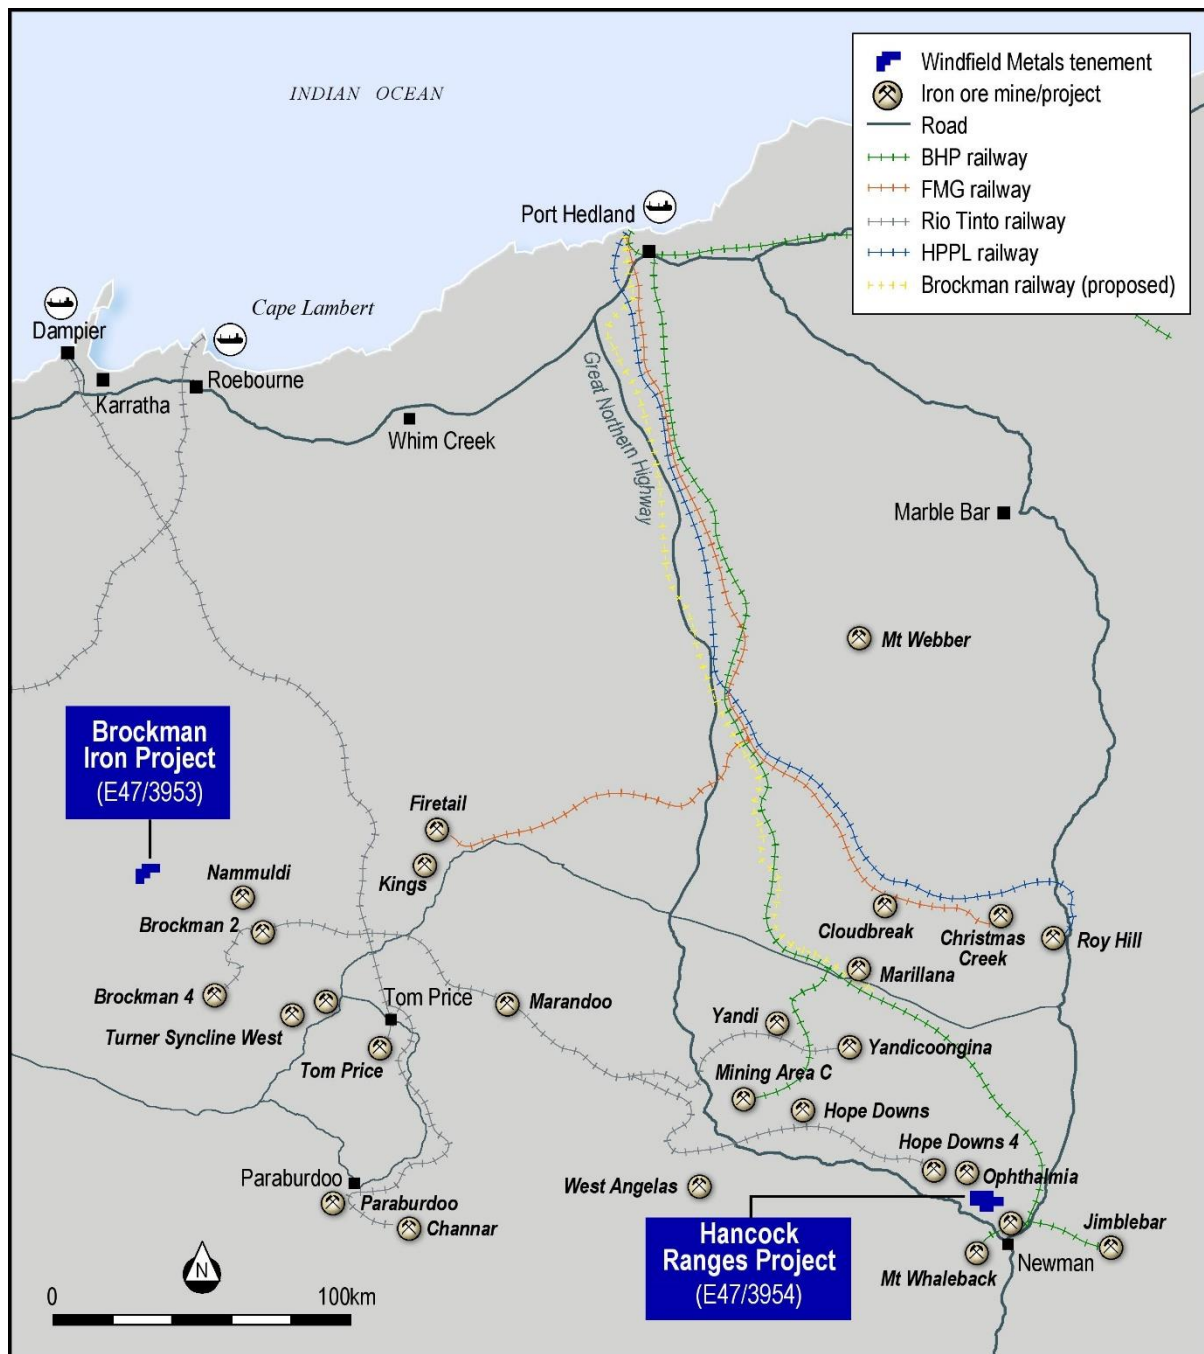 INDIAN OCEAN
Windfield Metals tenement
Iron ore mine/project
Road
BHP railway
FMG railway
Rio Tinto railway
HPPL railway
Brockman railway (proposed)
Port Hedland
Cape Lambert
Dampier
Karratha
Roebourne
Whim Creek
Great Northern Highway
Marble Bar
Mt Webber
Brockman
Iron Project
(E47/3953)
Firetail
Kings
Nammuldi
Brockman 2
Brockman 4
Turner Syncline West
Tom Price
Tom Price
Marandoo
Cloudbreak
Christmas
Creek
Roy Hill
Marillana
Yandi
Yandicoongina
Mining Area C
Hope Downs
Hope Downs 4
Ophthalmia
West Angelas
Paraburdoo
Paraburdoo
Channar
Hancock
Ranges Project
(E47/3954)
Jimblebar
Newman
Mt Whaleback
N
0
100km